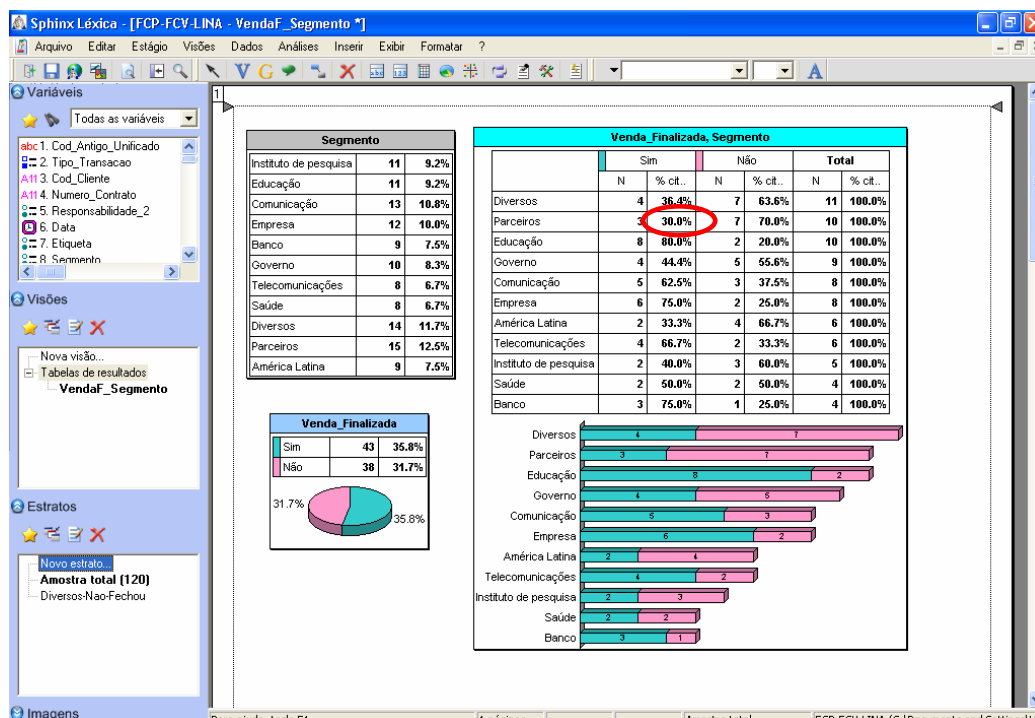 Sphinx Léxica - [FCP-FCV-LINA - VendaF_Segmento *]
Arquivo Editar Estágio Visões Dados Análises Inserir Exibir Formatar ?
Variáveis
Todas as variáveis
abc 1. Cod_Antigo_Unificado
2. Tipo_Transacao
A11 3. Cod_Cliente
A11 4. Numero_Contrato
5. Responsabilidade_2
6. Data
7. Etiqueta
8 Segmento
Visões
Nova visão...
Tabelas de resultados
VendaF_Segmento
Estratos
Novo estrato...
Amostra total (120)
Diversos-Nao-Fechou
Imagens
1
Segmento
Instituto de pesquisa 11 9.2%
Educação 11 9.2%
Comunicação 13 10.8%
Empresa 12 10.0%
Banco 9 7.5%
Governo 10 8.3%
Telecomunicações 8 6.7%
Saúde 8 6.7%
Diversos 14 11.7%
Parceiros 15 12.5%
América Latina 9 7.5%
Venda_Finalizada
Sim 43 35.8%
Não 38 31.7%
31.7%
35.8%
Venda_Finalizada, Segmento
Sim Não Total
N % cit.. N % cit.. N % cit..
Diversos 4 36.4% 7 63.6% 11 100.0%
Parceiros 3 30.0% 7 70.0% 10 100.0%
Educação 8 80.0% 2 20.0% 10 100.0%
Governo 4 44.4% 5 55.6% 9 100.0%
Comunicação 5 62.5% 3 37.5% 8 100.0%
Empresa 6 75.0% 2 25.0% 8 100.0%
América Latina 2 33.3% 4 66.7% 6 100.0%
Telecomunicações 4 66.7% 2 33.3% 6 100.0%
Instituto de pesquisa 2 40.0% 3 60.0% 5 100.0%
Saúde 2 50.0% 2 50.0% 4 100.0%
Banco 3 75.0% 1 25.0% 4 100.0%
Diversos 4 7
Parceiros 3 7
Educação 8 2
Governo 4 5
Comunicação 5 3
Empresa 6 2
América Latina 2 4
Telecomunicações 4 2
Instituto de pesquisa 2 3
Saúde 2 2
Banco 3 1